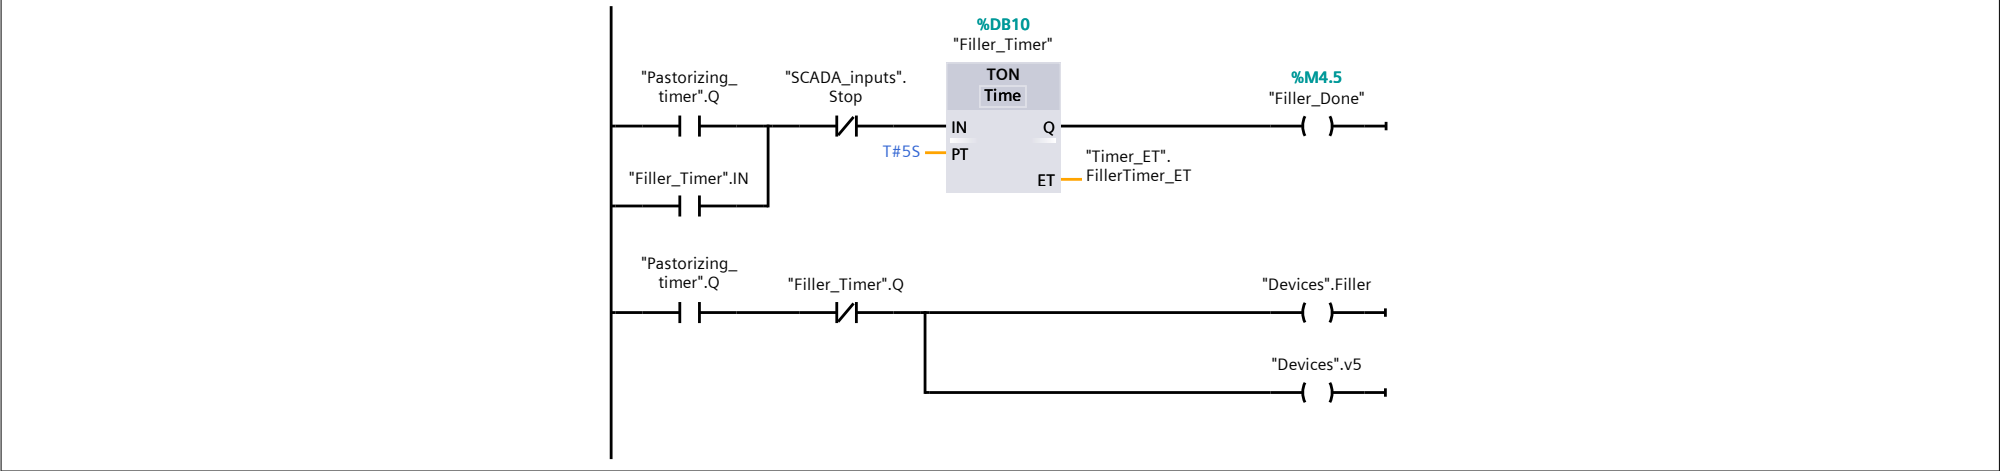 %DB10
"Filler_Timer"
"Pastorizing_
timer".Q
"SCADA_inputs".
Stop
TON
Time
%M4.5
"Filler_Done"
IN
Q
T#5S
PT
"Timer_ET".
FillerTimer_ET
ET
"Filler_Timer".IN
"Pastorizing_
timer".Q
"Filler_Timer".Q
"Devices".Filler
"Devices".v5